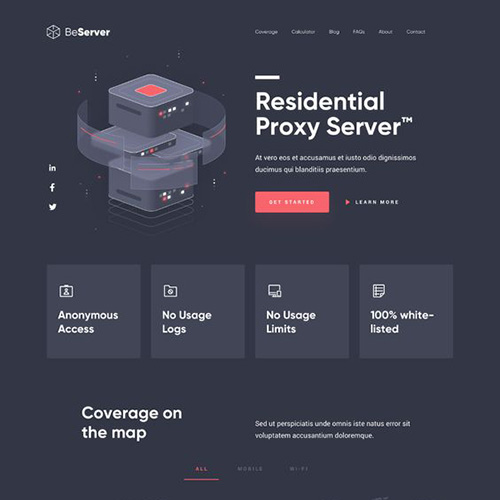 BeServer
Coverage Calculator Blog FAQs About Contact
Residential
Proxy Server™
At vero eos et accusamus et iusto odio dignissimos
ducimus qui blanditiis praesentium.
GET STARTED
LEARN MORE
Anonymous
Access
No Usage
Logs
No Usage
Limits
100% white-
listed
Coverage on
the map
Sed ut perspiciatis unde omnis iste natus error sit
voluptatem accusantium doloremque.
ALL MOBILE WI-FI